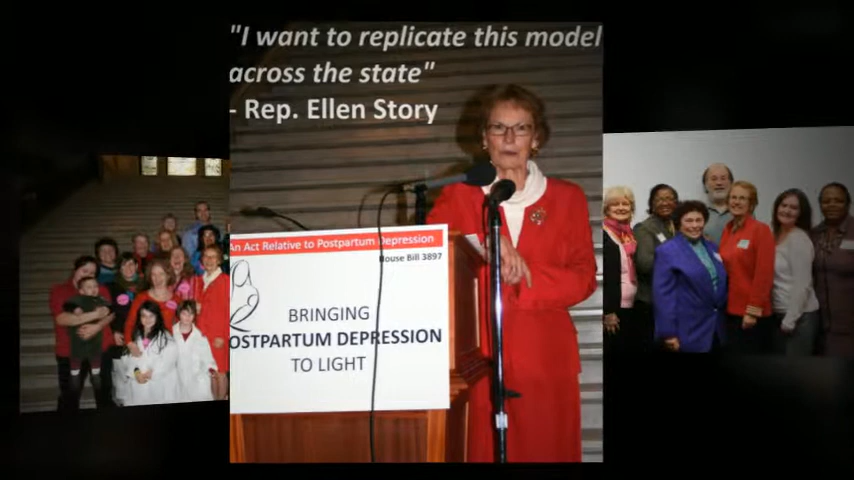 "I want to replicate this model
across the state"
- Rep. Ellen Story
An Act Relative to Postpartum Depression
House Bill 3897
BRINGING
OSTPARTUM DEPRESSION
TO LIGHT